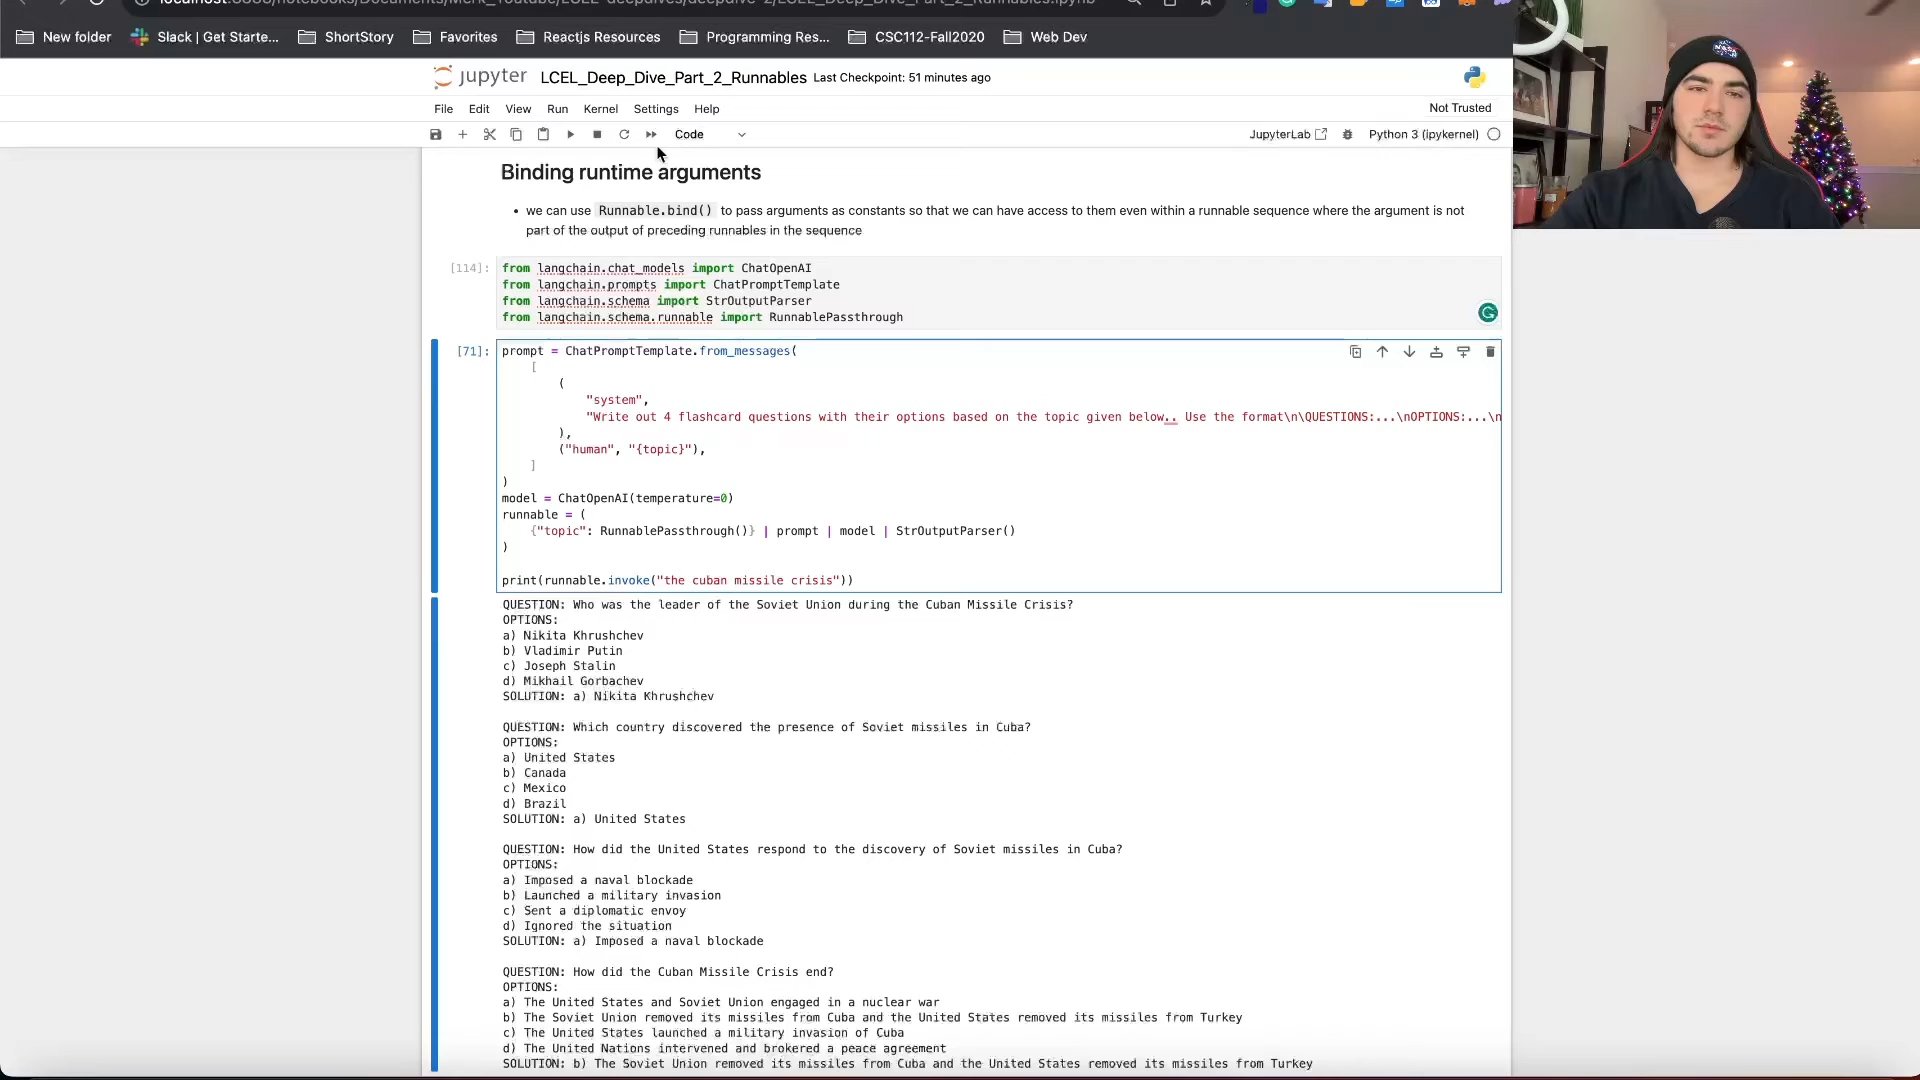 New folder
Slack | Get Starte...
ShortStory
Favorites
Reactjs Resources
Programming Res...
CSC112-Fall2020
Web Dev
jupyter LCEL_Deep_Dive_Part_2_Runnables Last Checkpoint: 51 minutes ago
File Edit View Run Kernel Settings Help
Not Trusted
Code
JupyterLab
Python 3 (ipykernel)
NASA
Binding runtime arguments
• we can use Runnable.bind() to pass arguments as constants so that we can have access to them even within a runnable sequence where the argument is not
part of the output of preceding runnables in the sequence
[114]:
from langchain.chat_models import ChatOpenAI
from langchain.prompts import ChatPromptTemplate
from langchain.schema import StrOutputParser
from langchain.schema.runnable import RunnablePassthrough
[71]:
prompt = ChatPromptTemplate.from_messages(
[
(
"system",
"Write out 4 flashcard questions with their options based on the topic given below.. Use the format\n\QUESTIONS:...\nOPTIONS:...\n
),
("human", "{topic}"),
]
)
model = ChatOpenAI(temperature=0)
runnable = (
{"topic": RunnablePassthrough()} | prompt | model | StrOutputParser()
)
print(runnable.invoke("the cuban missile crisis"))
QUESTION: Who was the leader of the Soviet Union during the Cuban Missile Crisis?
OPTIONS:
a) Nikita Khrushchev
b) Vladimir Putin
c) Joseph Stalin
d) Mikhail Gorbachev
SOLUTION: a) Nikita Khrushchev
QUESTION: Which country discovered the presence of Soviet missiles in Cuba?
OPTIONS:
a) United States
b) Canada
c) Mexico
d) Brazil
SOLUTION: a) United States
QUESTION: How did the United States respond to the discovery of Soviet missiles in Cuba?
OPTIONS:
a) Imposed a naval blockade
b) Launched a military invasion
c) Sent a diplomatic envoy
d) Ignored the situation
SOLUTION: a) Imposed a naval blockade
QUESTION: How did the Cuban Missile Crisis end?
OPTIONS:
a) The United States and Soviet Union engaged in a nuclear war
b) The Soviet Union removed its missiles from Cuba and the United States removed its missiles from Turkey
c) The United States launched a military invasion of Cuba
d) The United Nations intervened and brokered a peace agreement
SOLUTION: b) The Soviet Union removed its missiles from Cuba and the United States removed its missiles from Turkey